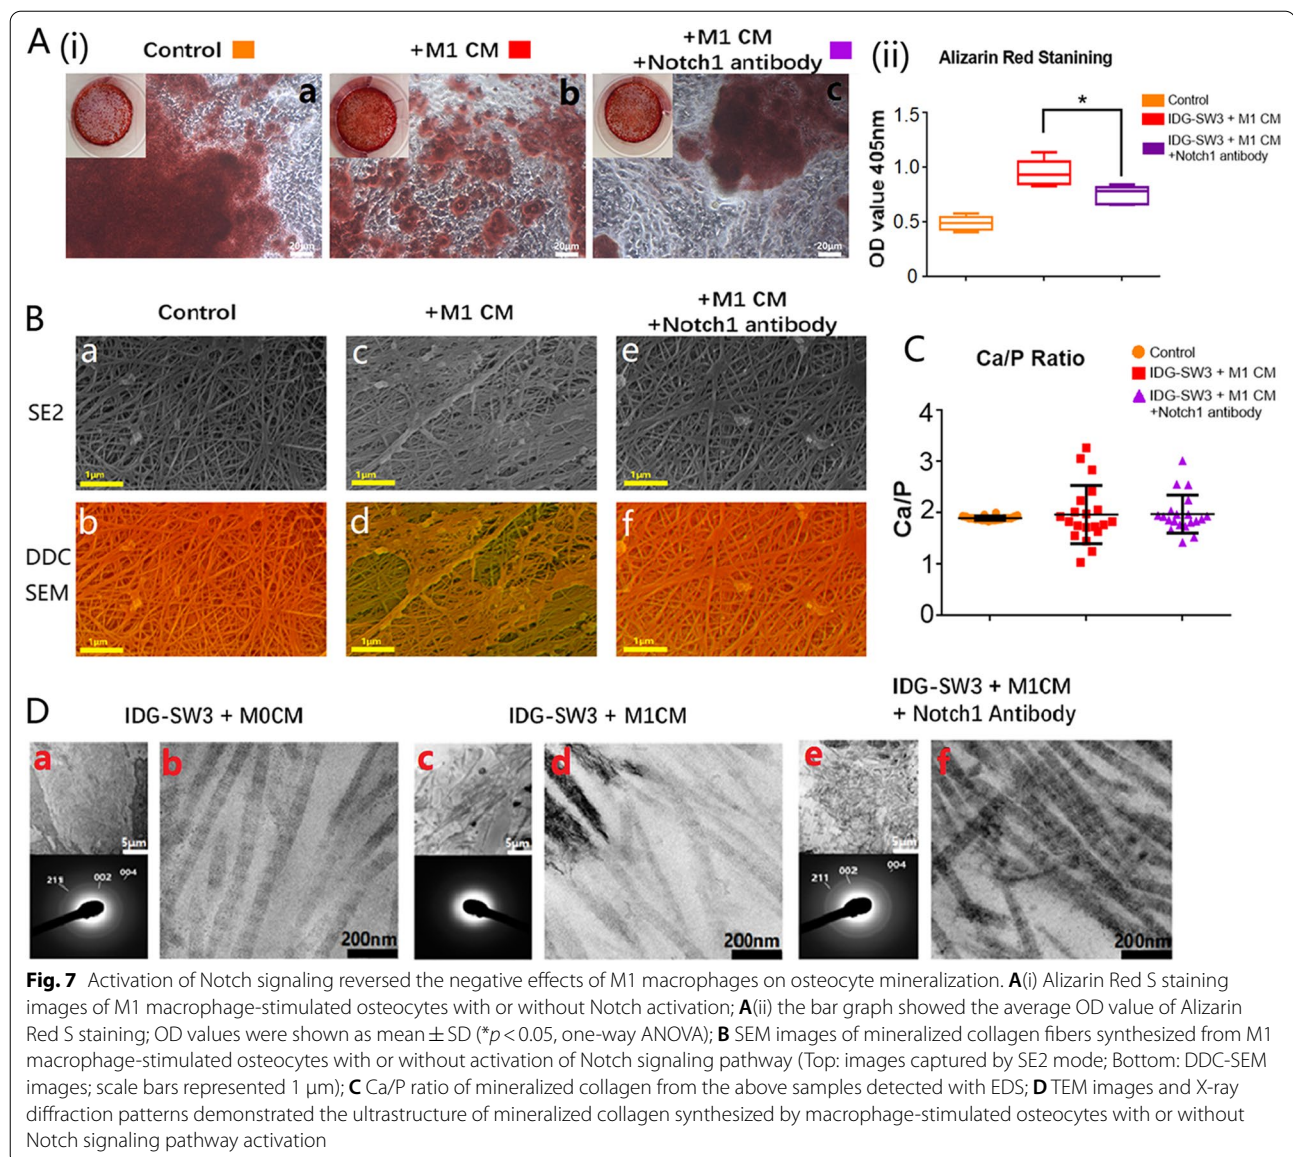 A (i)
Control
+M1 CM
+M1 CM
+Notch1 antibody
a
b
c
20μm
20μm
20μm
(ii)
Alizarin Red Stanining
OD value 405nm
1.5
1.0
0.5
0
*
Control
IDG-SW3 + M1 CM
IDG-SW3 + M1 CM
+Notch1 antibody
B
Control
+M1 CM
+M1 CM
+Notch1 antibody
SE2
a
c
e
1μm
1μm
1μm
DDC
SEM
b
d
f
1μm
1μm
1μm
C
Ca/P Ratio
Control
IDG-SW3 + M1 CM
IDG-SW3 + M1 CM
+Notch1 antibody
Ca/P
4
3
2
1
0
D
IDG-SW3 + M0CM
IDG-SW3 + M1CM
IDG-SW3 + M1CM
+ Notch1 Antibody
a
5μm
211
002
004
b
200nm
c
5μm
d
200nm
e
5μm
211
002
004
f
200nm
Fig. 7 Activation of Notch signaling reversed the negative effects of M1 macrophages on osteocyte mineralization. A(i) Alizarin Red S staining
images of M1 macrophage-stimulated osteocytes with or without Notch activation; A(ii) the bar graph showed the average OD value of Alizarin
Red S staining; OD values were shown as mean ± SD (*p < 0.05, one-way ANOVA); B SEM images of mineralized collagen fibers synthesized from M1
macrophage-stimulated osteocytes with or without activation of Notch signaling pathway (Top: images captured by SE2 mode; Bottom: DDC-SEM
images; scale bars represented 1 μm); C Ca/P ratio of mineralized collagen from the above samples detected with EDS; D TEM images and X-ray
diffraction patterns demonstrated the ultrastructure of mineralized collagen synthesized by macrophage-stimulated osteocytes with or without
Notch signaling pathway activation